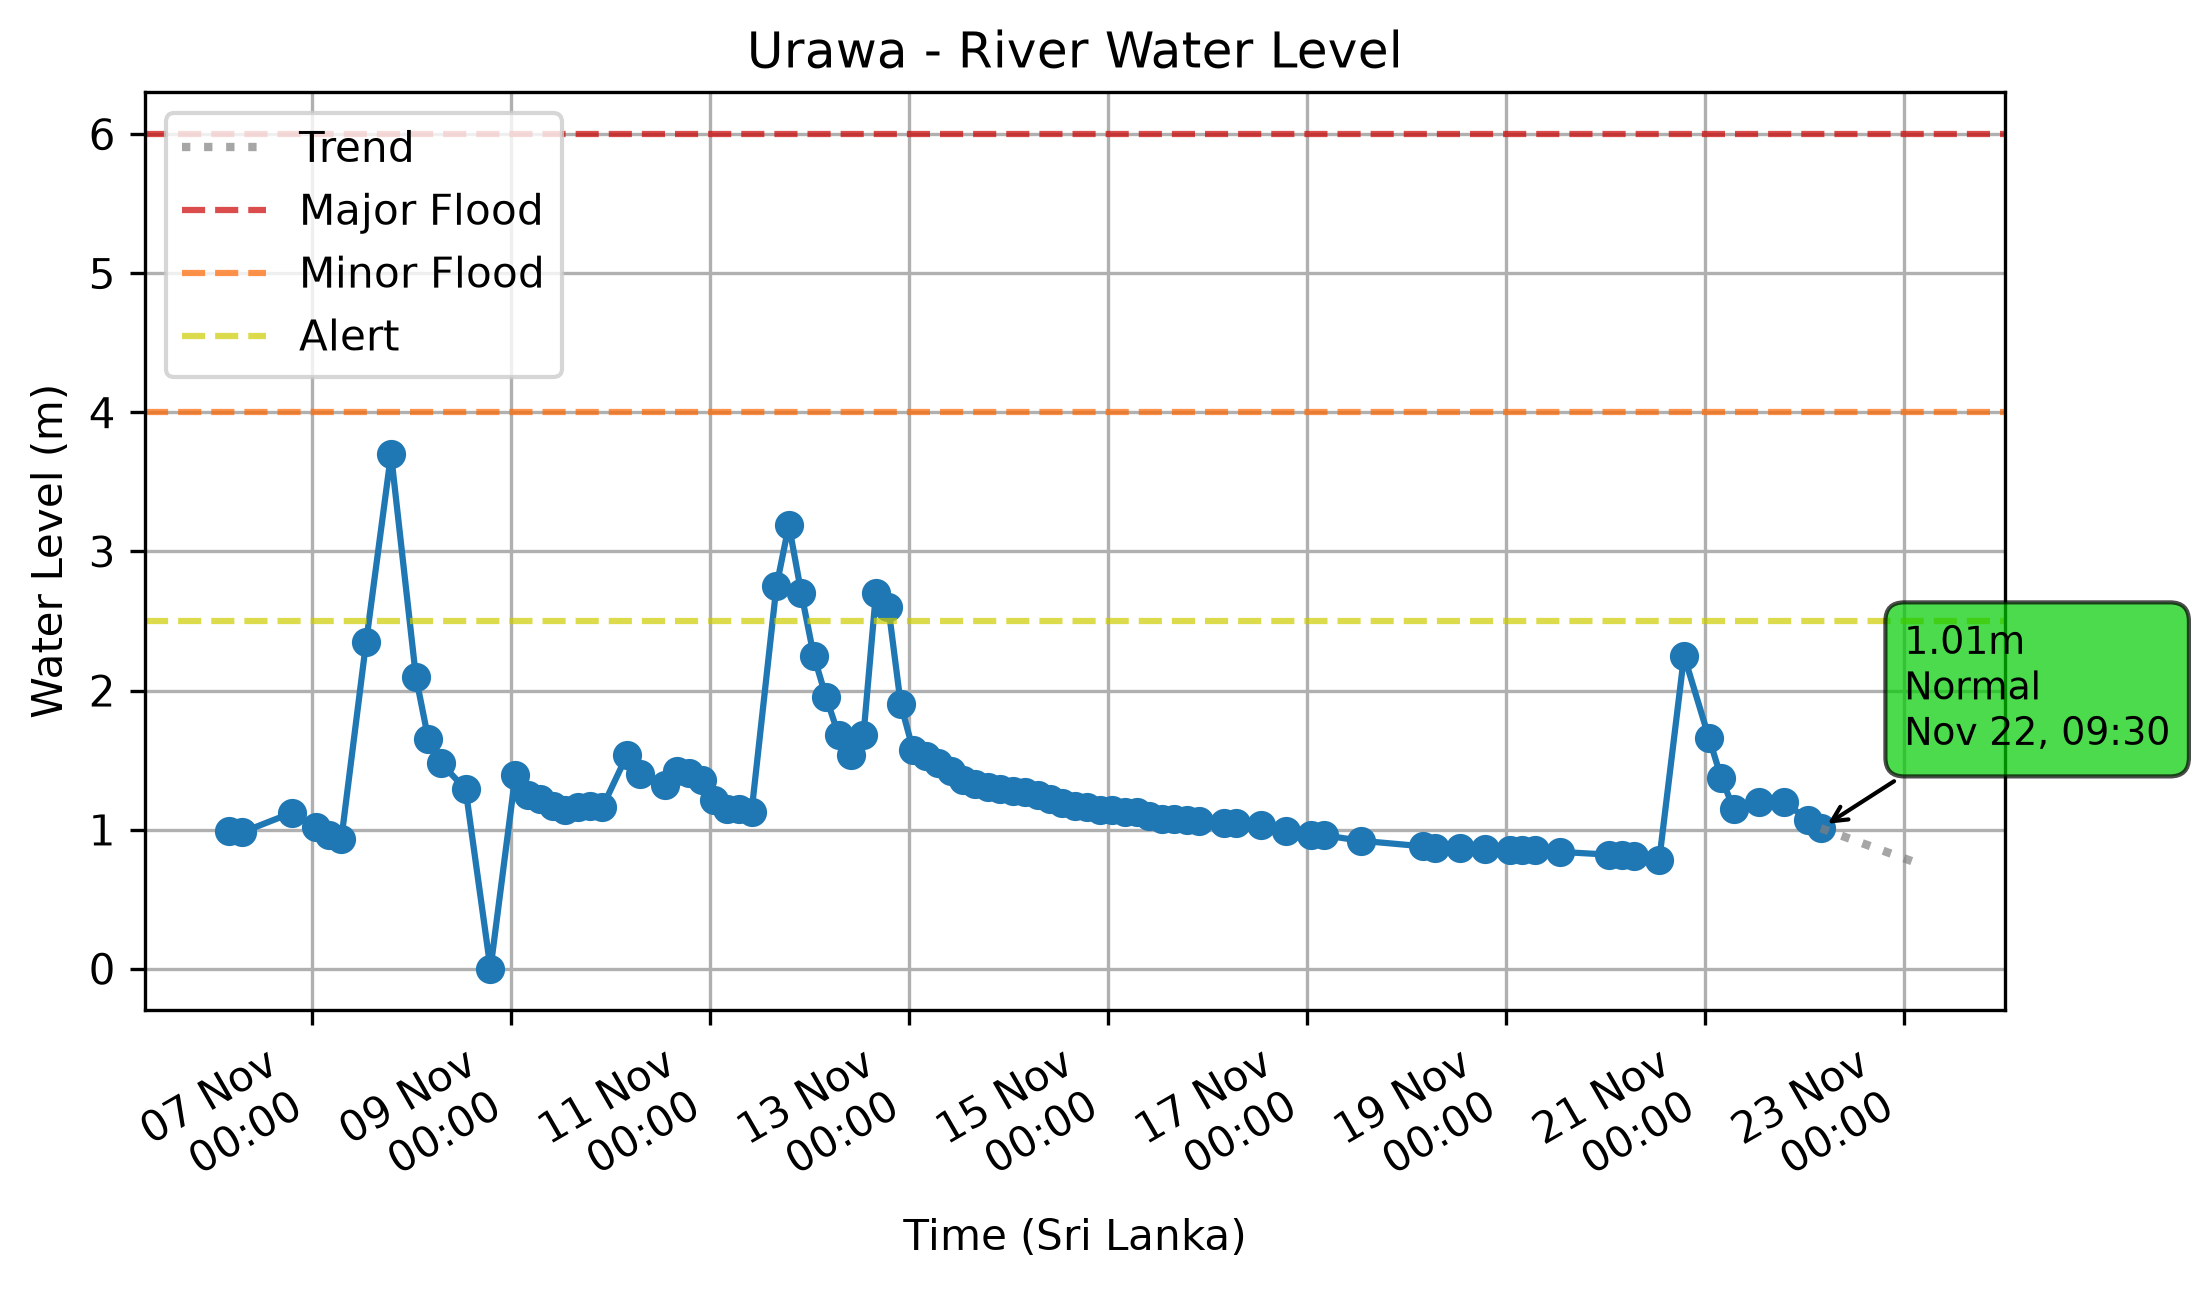 Urawa - River Water Level
Trend
Major Flood
Minor Flood
Alert
Water Level (m)
6
5
4
3
2
1
0
1.01m
Normal
Nov 22, 09:30
07 Nov
00:00
09 Nov
00:00
11 Nov
00:00
13 Nov
00:00
15 Nov
00:00
17 Nov
00:00
19 Nov
00:00
21 Nov
00:00
23 Nov
00:00
Time (Sri Lanka)